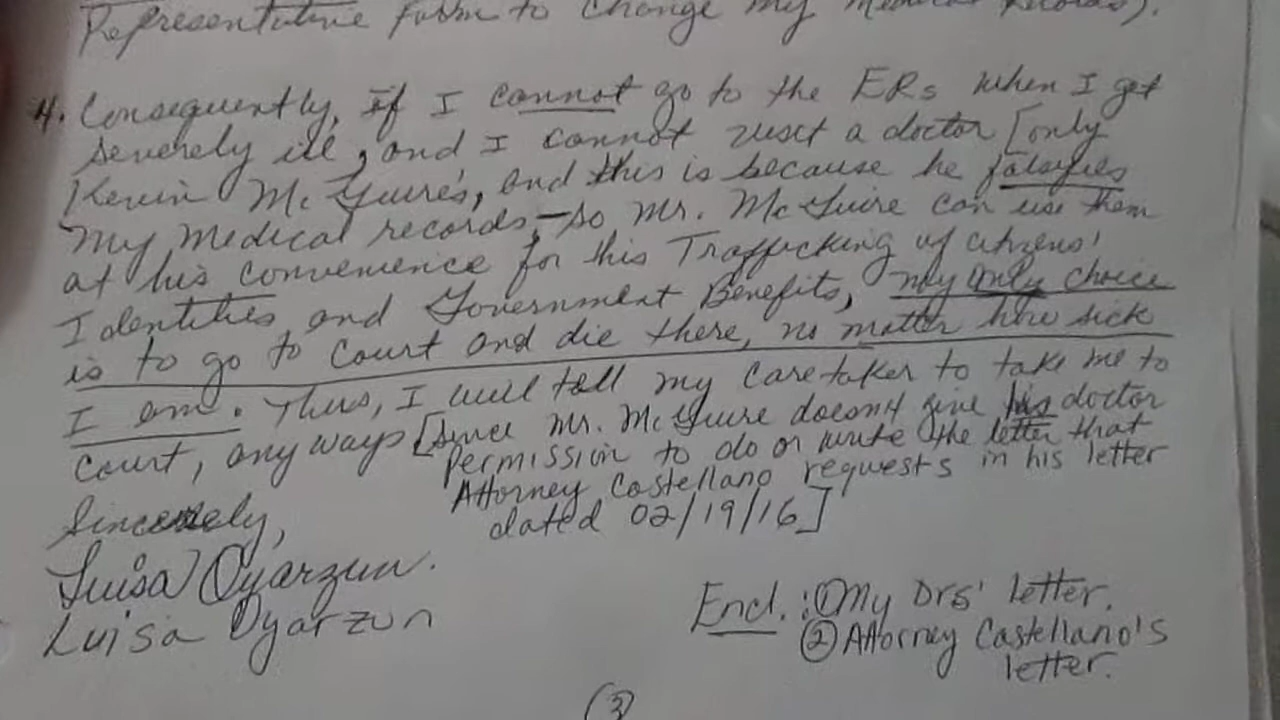 Representative form to change my Medical Records).
4. Consequently, If I cannot go to the ERs when I get
severely ill, and I cannot visit a doctor [only
Kevin McGuire's, and this is because he falsifies
my medical records, so Mr. McGuire can use them
at his convenience for his Trafficking of citizens'
Identities and Government Benefits, my only choice
is to go to court and die there, no matter how sick
I am. Thus, I will tell my caretaker to take me to
court, any ways [since Mr. McGuire doesn't give his doctor
permission to do or write the letter that
Attorney Castellano requests in his letter
dated 02/19/16]
Sincerely,
Luisa Oyarzun.
Luisa Oyarzun
Encl.: ① My Drs' letter.
② Attorney Castellano's
letter.
(3)